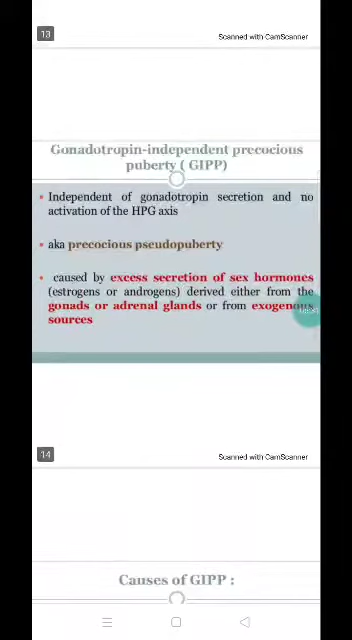 13
Scanned with CamScanner
Gonadotropin-independent precocious
puberty ( GIPP)
• Independent of gonadotropin secretion and no
activation of the HPG axis
• aka precocious pseudopuberty
• caused by excess secretion of sex hormones
(estrogens or androgens) derived either from the
gonads or adrenal glands or from exogenous
sources
14
Scanned with CamScanner
Causes of GIPP :